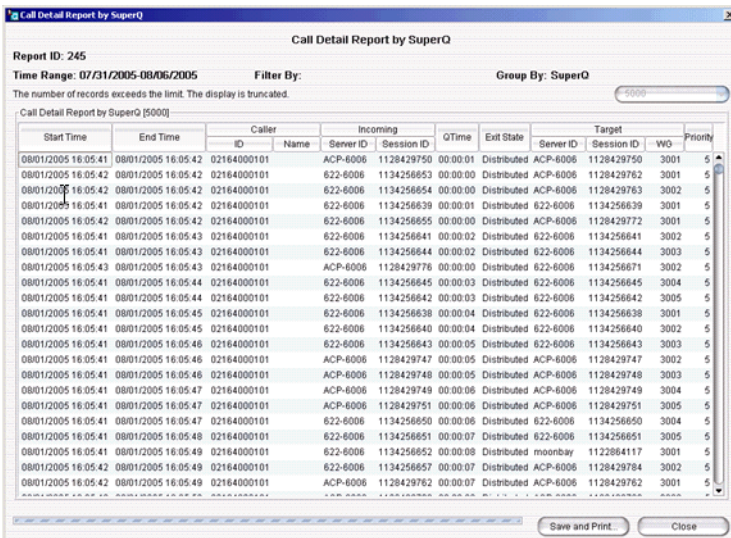 Call Detail Report by SuperQ
Call Detail Report by SuperQ
Report ID: 245
Time Range: 07/31/2005-08/06/2005 Filter By: Group By: SuperQ
The number of records exceeds the limit. The display is truncated. 5000
Call Detail Report by SuperQ [5000]
Start Time End Time Caller Incoming QTime Exit State Target Priority
ID Name Server ID Session ID Server ID Session ID WG
08/01/2005 16:05:41 08/01/2005 16:05:42 02164000101 ACP-6006 1128429750 00:00:01 Distributed ACP-6006 1128429750 3001 5
08/01/2005 16:05:42 08/01/2005 16:05:42 02164000101 622-6006 1134256653 00:00:00 Distributed ACP-6006 1128429762 3001 5
08/01/2005 16:05:42 08/01/2005 16:05:42 02164000101 622-6006 1134256654 00:00:00 Distributed ACP-6006 1128429763 3002 5
08/01/2005 16:05:41 08/01/2005 16:05:42 02164000101 622-6006 1134256639 00:00:01 Distributed 622-6006 1134256639 3001 5
08/01/2005 16:05:42 08/01/2005 16:05:42 02164000101 622-6006 1134256655 00:00:00 Distributed ACP-6006 1128429772 3001 5
08/01/2005 16:05:41 08/01/2005 16:05:43 02164000101 622-6006 1134256641 00:00:02 Distributed 622-6006 1134256641 3002 5
08/01/2005 16:05:41 08/01/2005 16:05:43 02164000101 622-6006 1134256644 00:00:02 Distributed 622-6006 1134256644 3003 5
08/01/2005 16:05:43 08/01/2005 16:05:43 02164000101 ACP-6006 1128429776 00:00:00 Distributed 622-6006 1134256671 3002 5
08/01/2005 16:05:41 08/01/2005 16:05:44 02164000101 622-6006 1134256645 00:00:03 Distributed 622-6006 1134256645 3004 5
08/01/2005 16:05:41 08/01/2005 16:05:44 02164000101 622-6006 1134256642 00:00:03 Distributed 622-6006 1134256642 3005 5
08/01/2005 16:05:41 08/01/2005 16:05:45 02164000101 622-6006 1134256638 00:00:04 Distributed 622-6006 1134256638 3001 5
08/01/2005 16:05:41 08/01/2005 16:05:45 02164000101 622-6006 1134256640 00:00:04 Distributed 622-6006 1134256640 3002 5
08/01/2005 16:05:41 08/01/2005 16:05:46 02164000101 622-6006 1134256643 00:00:05 Distributed 622-6006 1134256643 3003 5
08/01/2005 16:05:41 08/01/2005 16:05:46 02164000101 ACP-6006 1128429747 00:00:05 Distributed ACP-6006 1128429747 3002 5
08/01/2005 16:05:41 08/01/2005 16:05:46 02164000101 ACP-6006 1128429748 00:00:05 Distributed ACP-6006 1128429748 3003 5
08/01/2005 16:05:41 08/01/2005 16:05:47 02164000101 ACP-6006 1128429749 00:00:06 Distributed ACP-6006 1128429749 3004 5
08/01/2005 16:05:41 08/01/2005 16:05:47 02164000101 ACP-6006 1128429751 00:00:06 Distributed ACP-6006 1128429751 3005 5
08/01/2005 16:05:41 08/01/2005 16:05:47 02164000101 622-6006 1134256650 00:00:06 Distributed 622-6006 1134256650 3004 5
08/01/2005 16:05:41 08/01/2005 16:05:48 02164000101 622-6006 1134256651 00:00:07 Distributed 622-6006 1134256651 3005 5
08/01/2005 16:05:41 08/01/2005 16:05:49 02164000101 622-6006 1134256652 00:00:08 Distributed moonbay 1122864117 3001 5
08/01/2005 16:05:42 08/01/2005 16:05:49 02164000101 622-6006 1134256657 00:00:07 Distributed ACP-6006 1128429784 3002 5
08/01/2005 16:05:42 08/01/2005 16:05:49 02164000101 ACP-6006 1128429762 00:00:07 Distributed ACP-6006 1128429762 3001 5
Save and Print... Close